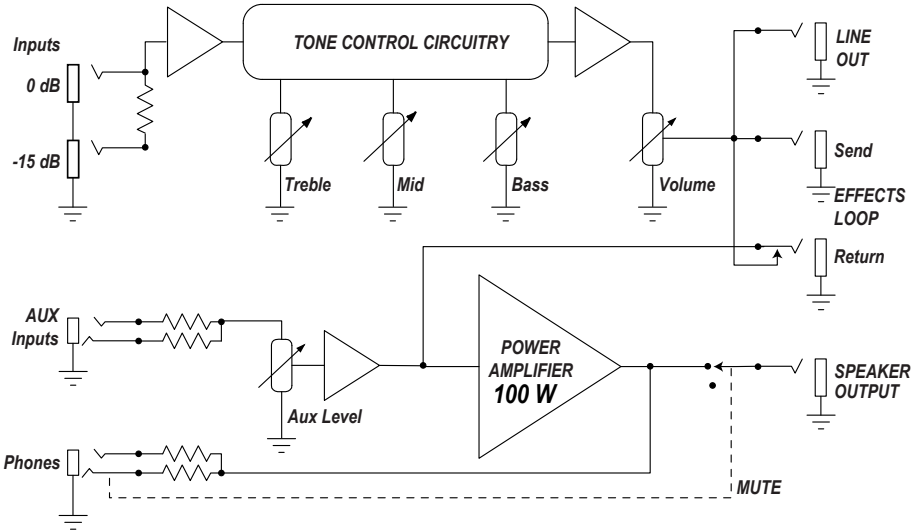 Inputs
0 dB
-15 dB
TONE CONTROL CIRCUITRY
Treble
Mid
Bass
Volume
LINE
OUT
Send
EFFECTS
LOOP
Return
AUX
Inputs
Aux Level
POWER
AMPLIFIER
100 W
SPEAKER
OUTPUT
Phones
MUTE